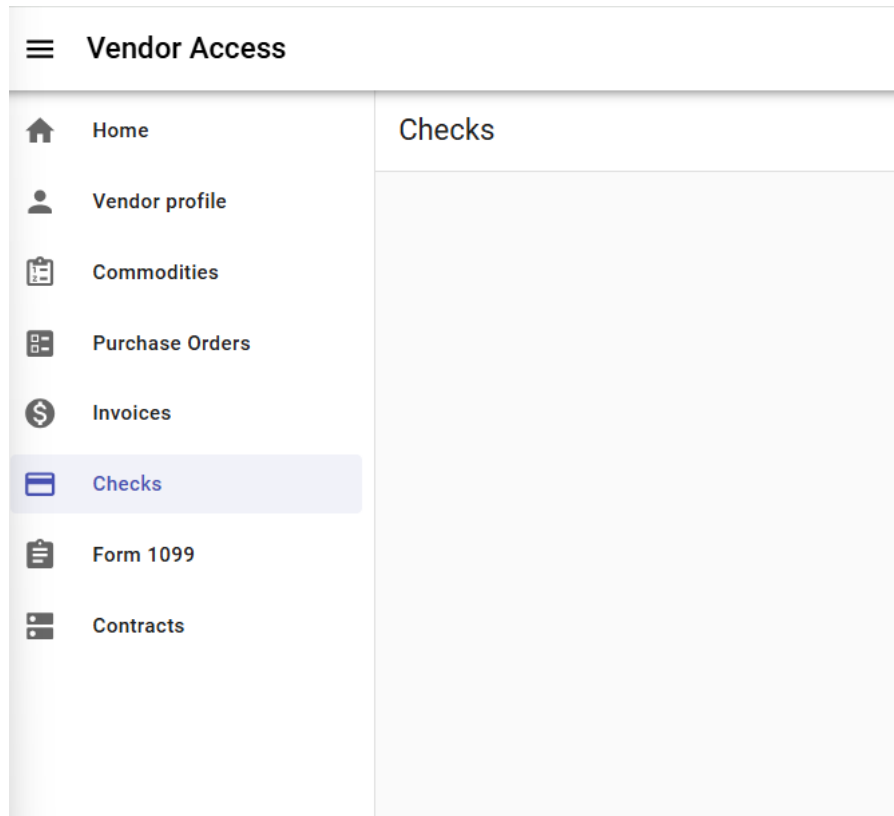 Vendor Access
Home
Vendor profile
Commodities
Purchase Orders
Invoices
Checks
Form 1099
Contracts
Checks